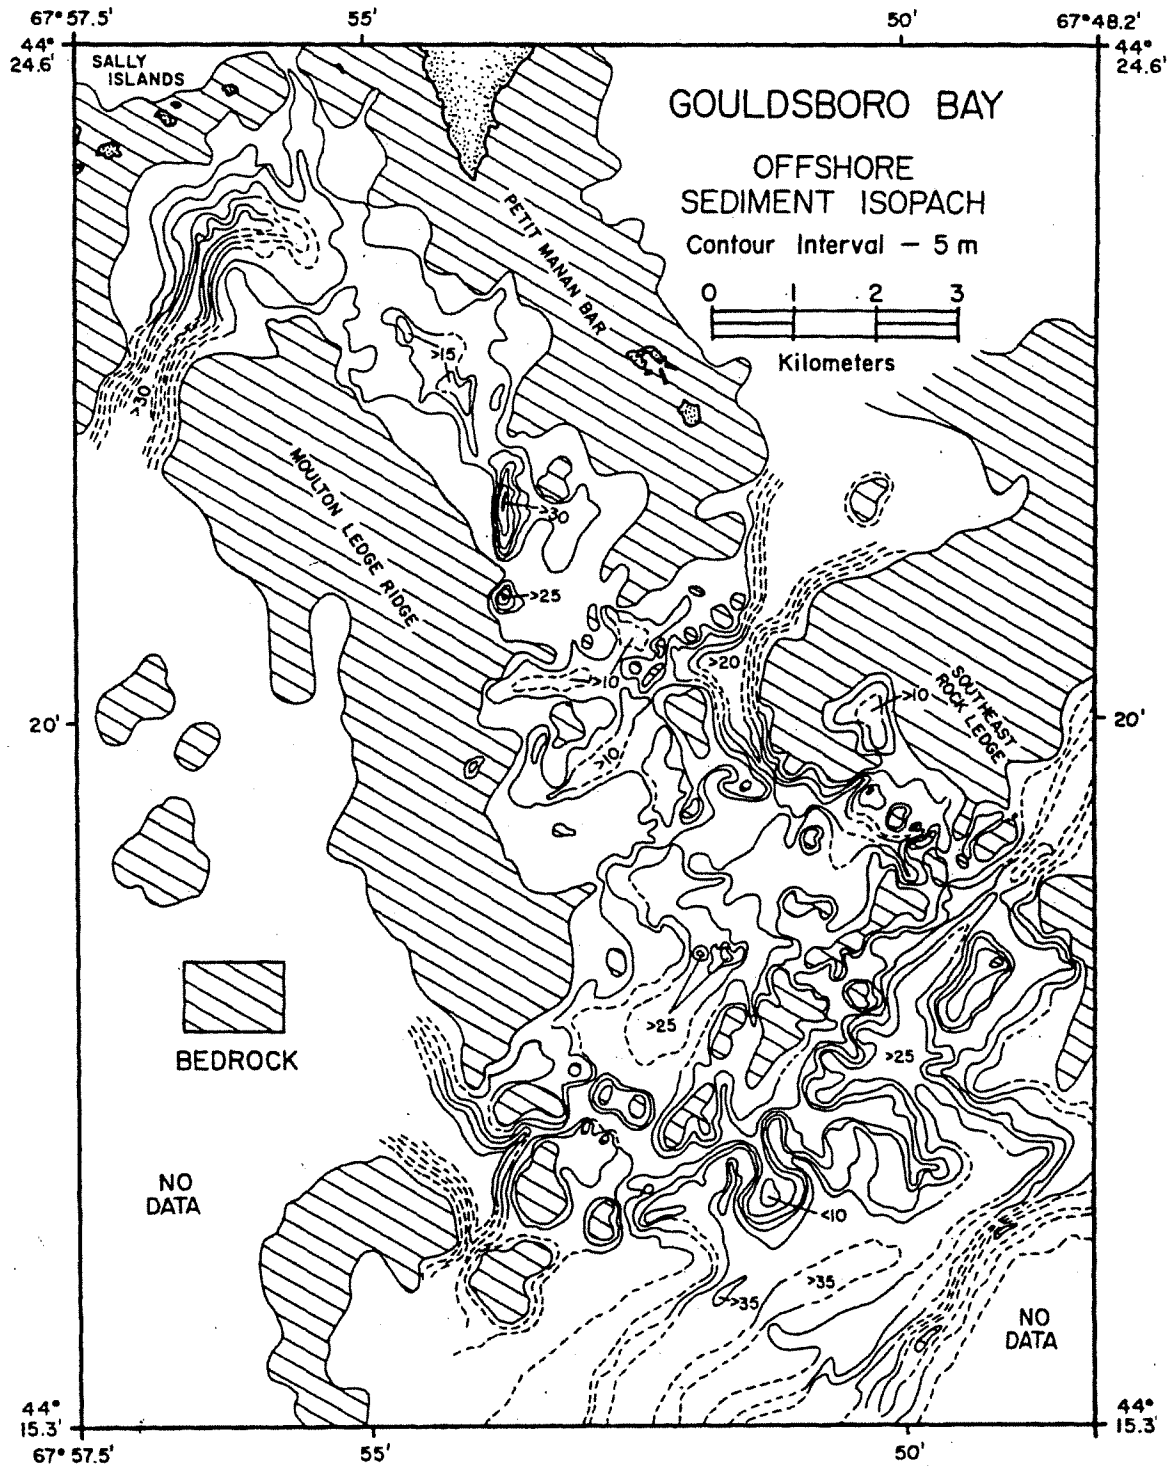 67° 57.5'
55'
50'
67° 48.2'
44°
24.6'
44°
24.6'
SALLY
ISLANDS
GOULDSBORO BAY
OFFSHORE
SEDIMENT ISOPACH
Contour Interval – 5 m
0 1 2 3
Kilometers
PETIT MANAN BAR
>15
>30
MOULTON LEDGE RIDGE
>30
>25
>20
>10
>10
SOUTHEAST
ROCK LEDGE
>10
20'
20'
>25
>25
BEDROCK
NO
DATA
<10
>35
>35
NO
DATA
44°
15.3'
44°
15.3'
67° 57.5'
55'
50'